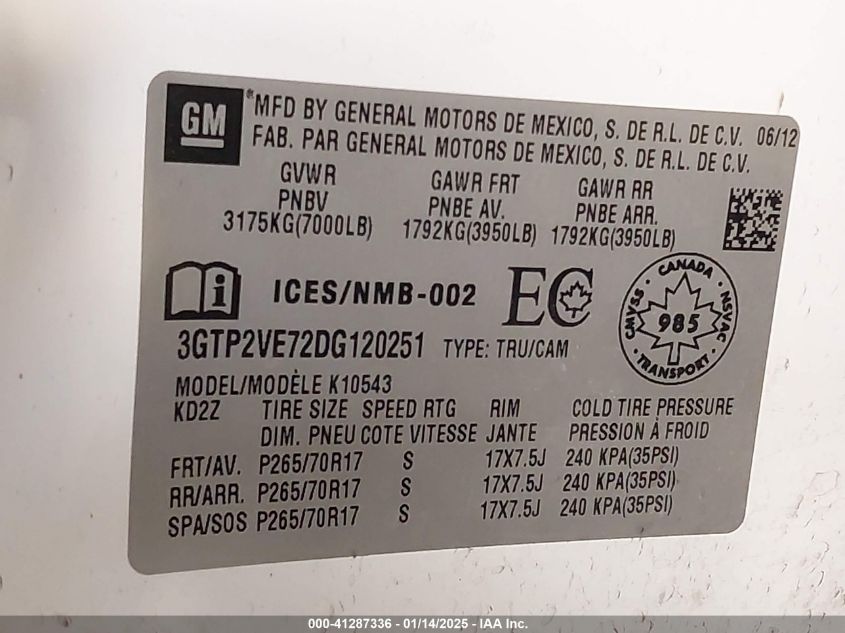 GM *MFD BY GENERAL MOTORS DE MEXICO, S. DE R.L. DE C.V. 06/12
FAB. PAR GENERAL MOTORS DE MEXICO, S. DE R.L. DE C.V.
GVWR GAWR FRT GAWR RR
PNBV PNBE AV. PNBE ARR.
3175KG(7000LB) 1792KG(3950LB) 1792KG(3950LB)
i ICES/NMB-002 EC
CANADA
CMVSS 985 NSVAC
TRANSPORT
3GTP2VE72DG120251 TYPE: TRU/CAM
MODEL/MODÈLE K10543
KD2Z TIRE SIZE SPEED RTG RIM COLD TIRE PRESSURE
DIM. PNEU COTE VITESSE JANTE PRESSION À FROID
FRT/AV. P265/70R17 S 17X7.5J 240 KPA(35PSI)
RR/ARR. P265/70R17 S 17X7.5J 240 KPA(35PSI)
SPA/SOS P265/70R17 S 17X7.5J 240 KPA(35PSI)
000-41287336 - 01/14/2025 - IAA Inc.